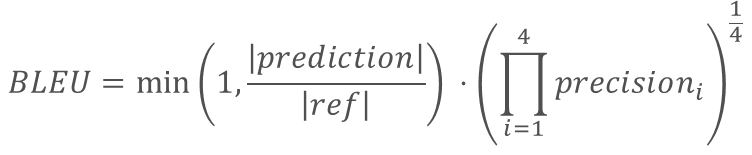 BLEU = min(1, |prediction| / |ref|) · (∏_{i=1}^{4} precision_i)^{1/4}